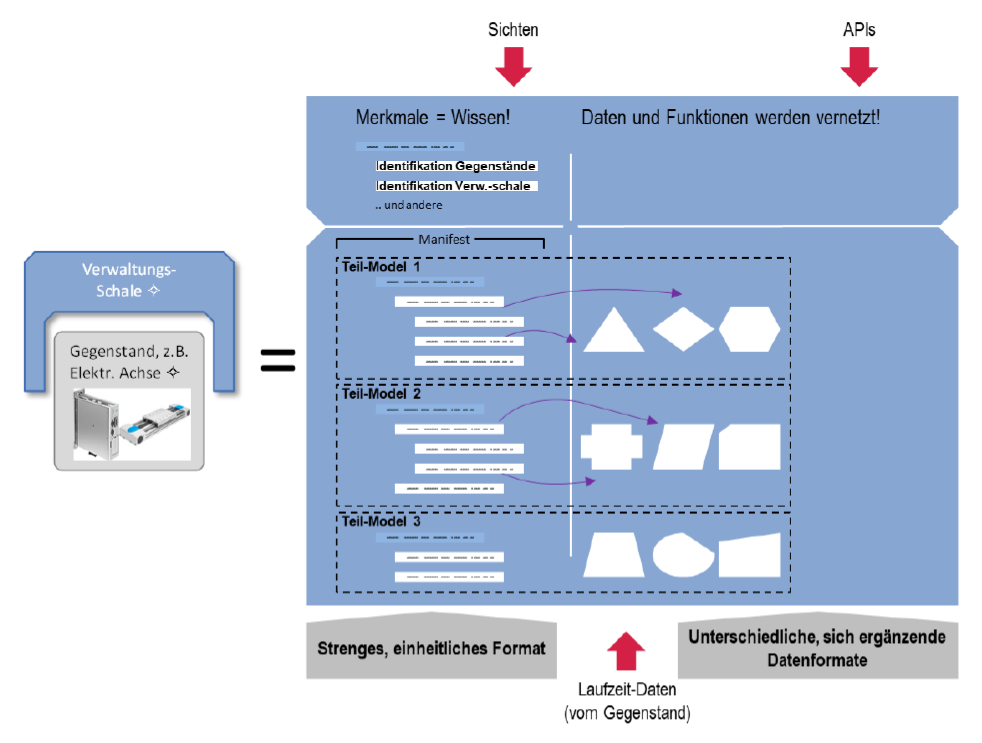 Sichten
APIs
Merkmale = Wissen!
Daten und Funktionen werden vernetzt!
Identifikation Gegenstände
Identifikation Verw.-schale
.. und andere
Manifest
Verwaltungs-
Schale ✧
Gegenstand, z.B.
Elektr. Achse ✧
=
Teil-Model 1
Teil-Model 2
Teil-Model 3
Strenges, einheitliches Format
Unterschiedliche, sich ergänzende
Datenformate
Laufzeit-Daten
(vom Gegenstand)